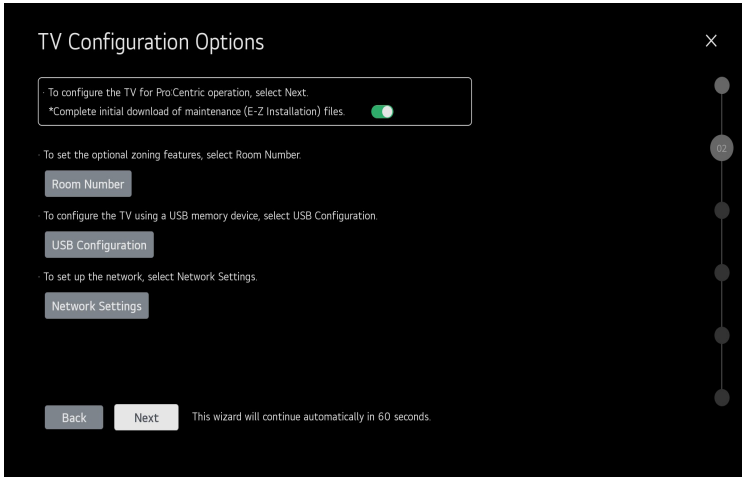 TV Configuration Options
X
· To configure the TV for Pro:Centric operation, select Next.
*Complete initial download of maintenance (E-Z Installation) files.
02
· To set the optional zoning features, select Room Number.
Room Number
· To configure the TV using a USB memory device, select USB Configuration.
USB Configuration
· To set up the network, select Network Settings.
Network Settings
Back Next This wizard will continue automatically in 60 seconds.